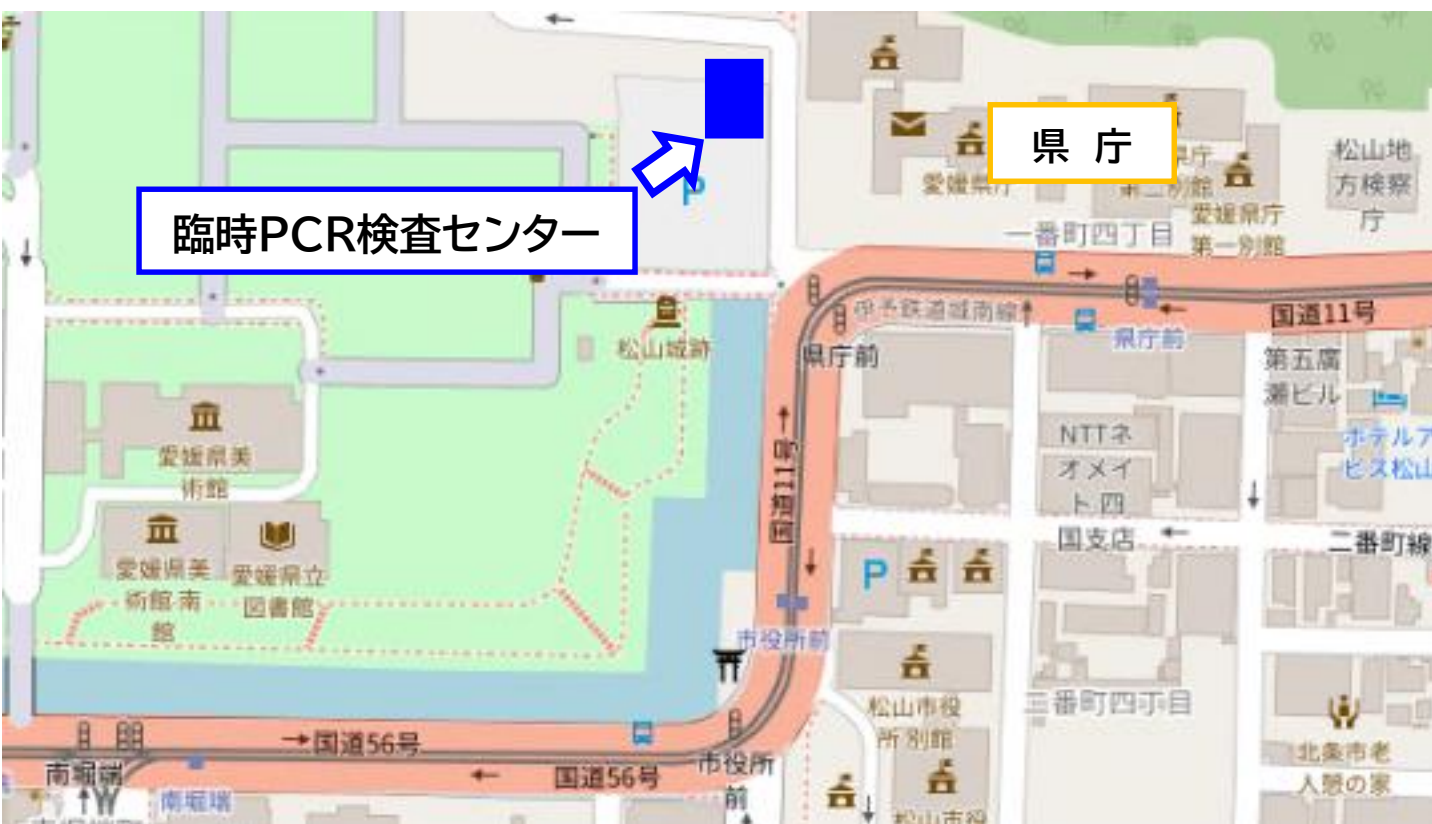 県 庁
松山地
方検察
庁
愛媛県庁
第一別館
臨時PCR検査センター
P
一番町四丁目
国道11号
伊予鉄道城南線
県庁前
県庁前
松山城跡
第五廣
瀬ビル
ホテルア
ビス松山
NTTネ
オメイ
ト四
国支店
愛媛県美
術館
国道11号
二番町線
愛媛県美
術館 南
館
愛媛県立
図書館
P
市役所前
松山市役
所 別館
三番町四丁目
国道56号
国道56号
市役所
前
北条市老
人憩の家
南堀端
南堀端
松山市役